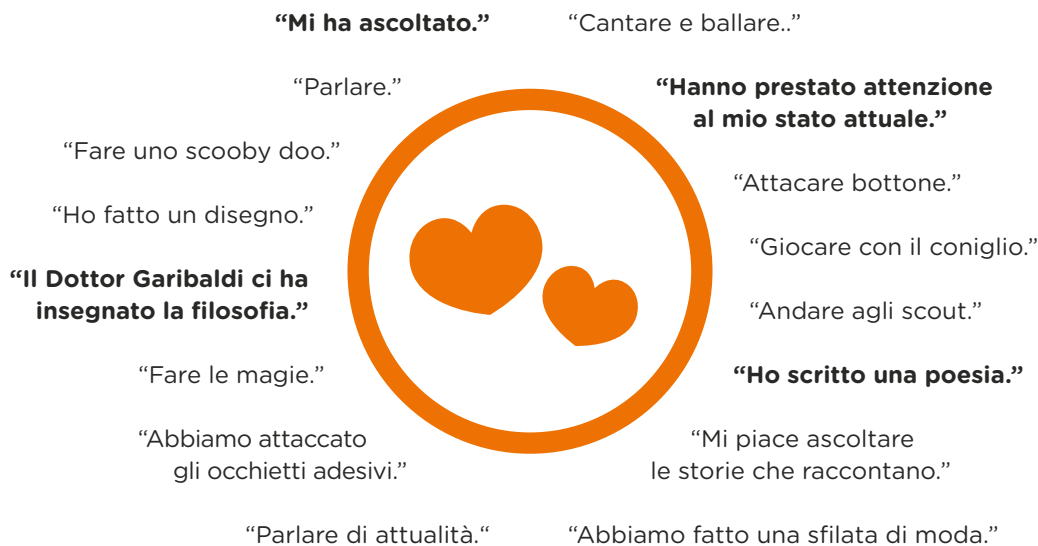 “Mi ha ascoltato.”
“Parlare.”
“Fare uno scooby doo.”
“Ho fatto un disegno.”
“Il Dottor Garibaldi ci ha
insegnato la filosofia.”
“Fare le magie.”
“Abbiamo attaccato
gli occhietti adesivi.”
“Parlare di attualità.“
“Cantare e ballare..”
“Hanno prestato attenzione
al mio stato attuale.”
“Attacare bottone.”
“Giocare con il coniglio.”
“Andare agli scout.”
“Ho scritto una poesia.”
“Mi piace ascoltare
le storie che raccontano.”
“Abbiamo fatto una sfilata di moda.”